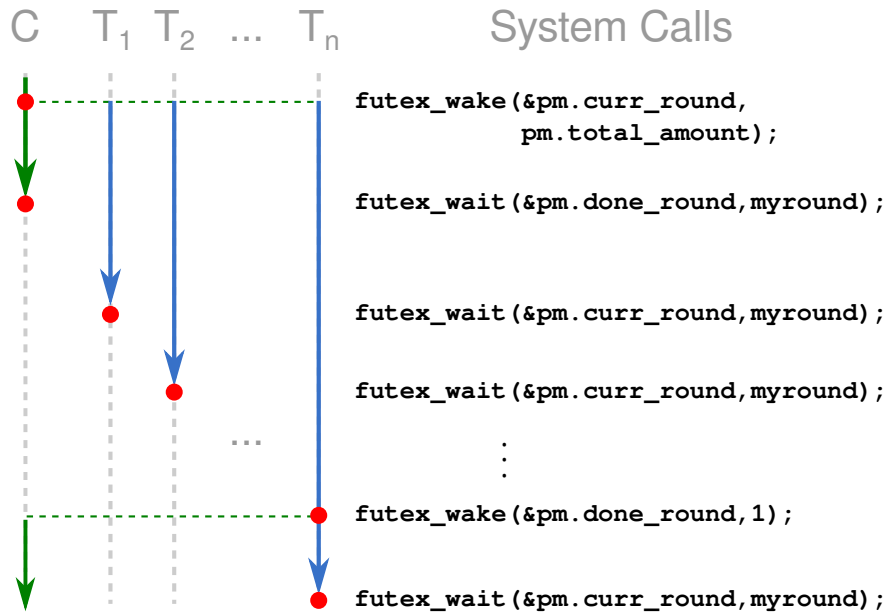 C T1 T2 ... Tn System Calls
futex_wake(&pm.curr_round,
pm.total_amount);
futex_wait(&pm.done_round,myround);
futex_wait(&pm.curr_round,myround);
futex_wait(&pm.curr_round,myround);
...
⋮
futex_wake(&pm.done_round,1);
futex_wait(&pm.curr_round,myround);